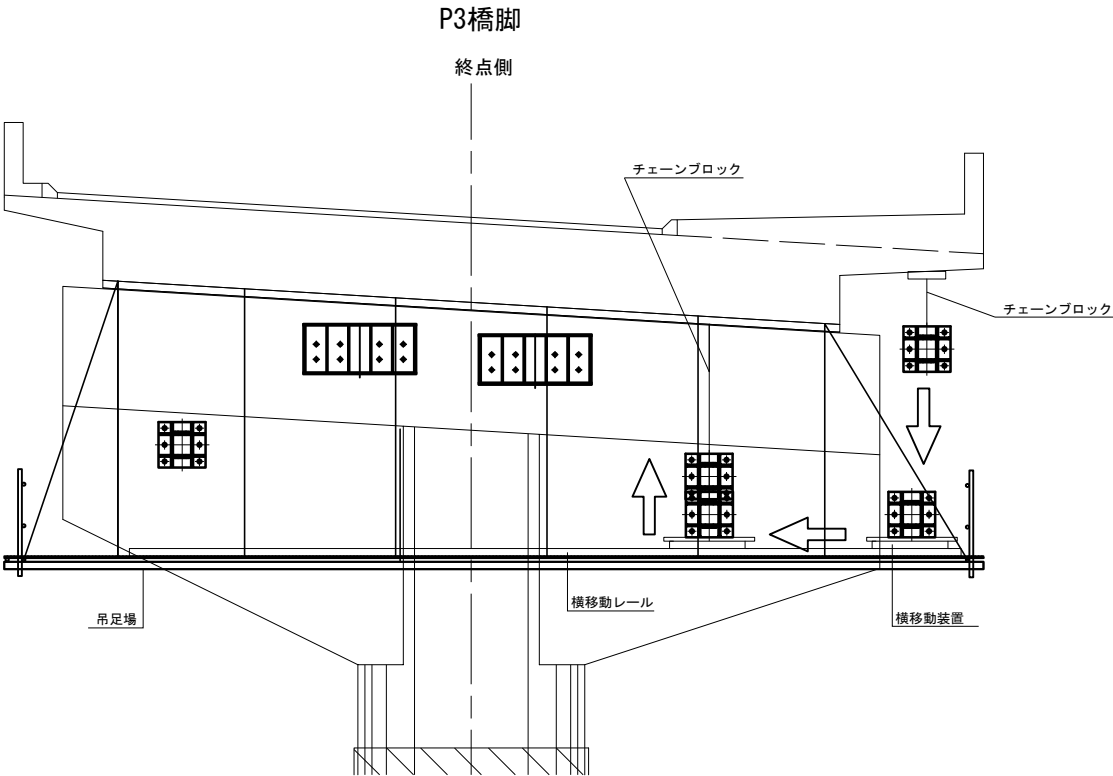 P3橋脚
終点側
チェーンブロック
チェーンブロック
吊足場
横移動レール
横移動装置